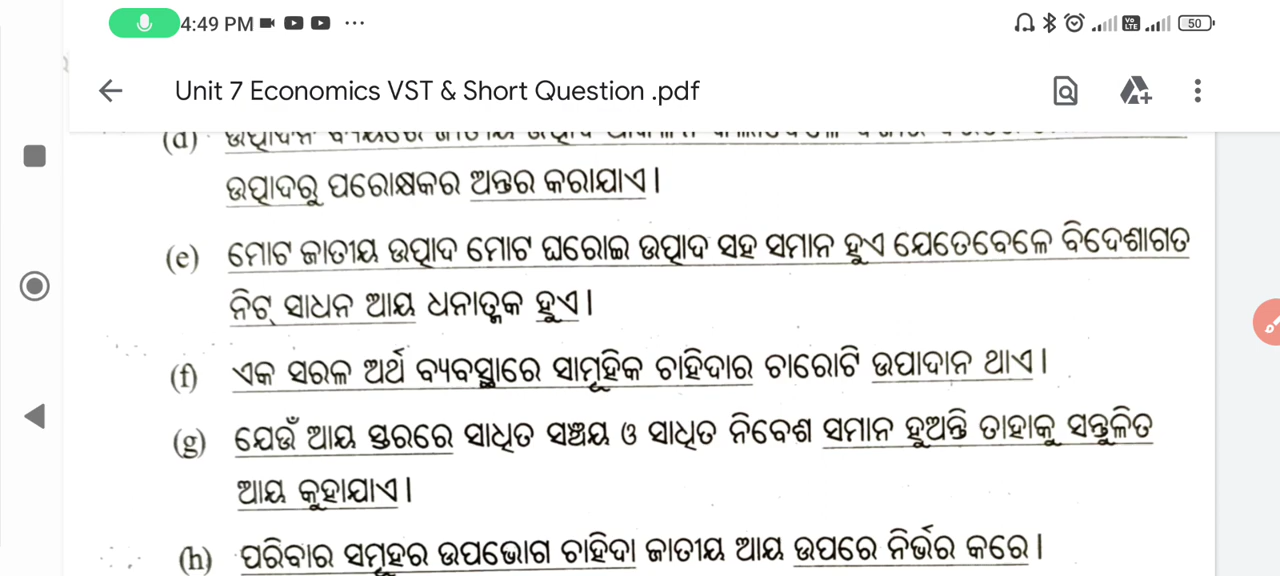 4:49 PM
50
Unit 7 Economics VST & Short Question .pdf
(d) ଉତ୍ପାଦନ
ଉତ୍ପାଦରୁ ପରୋକ୍ଷକର ଅନ୍ତର କରାଯାଏ।
(e) ମୋଟ ଜାତୀୟ ଉତ୍ପାଦ ମୋଟ ଘରୋଇ ଉତ୍ପାଦ ସହ ସମାନ ହୁଏ ଯେତେବେଳେ ବିଦେଶାଗତ
ନିଟ୍ ସାଧନ ଆୟ ଧନାତ୍ମକ ହୁଏ।
(f) ଏକ ସରଳ ଅର୍ଥ ବ୍ୟବସ୍ଥାରେ ସାମୂହିକ ଚାହିଦାର ଚାରୋଟି ଉପାଦାନ ଥାଏ।
(g) ଯେଉଁ ଆୟ ସ୍ତରରେ ସାଧିତ ସଞ୍ଚୟ ଓ ସାଧିତ ନିବେଶ ସମାନ ହୁଅନ୍ତି ତାହାକୁ ସନ୍ତୁଳିତ
ଆୟ କୁହାଯାଏ।
(h) ପରିବାର ସମୂହର ଉପଭୋଗ ଚାହିଦା ଜାତୀୟ ଆୟ ଉପରେ ନିର୍ଭର କରେ।